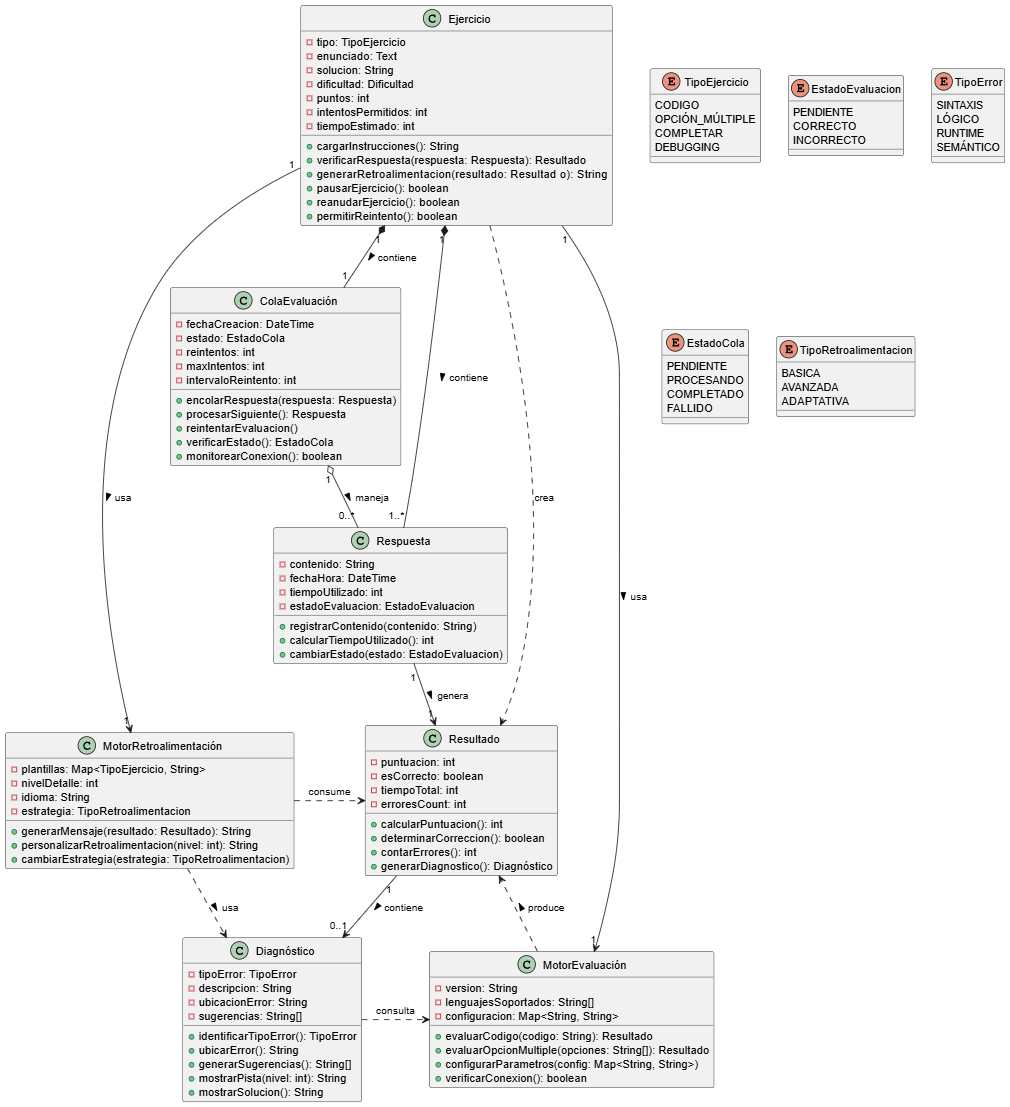 C Ejercicio
tipo: TipoEjercicio
enunciado: Text
solucion: String
dificultad: Dificultad
puntos: int
intentosPermitidos: int
tiempoEstimado: int
cargarInstrucciones(): String
verificarRespuesta(respuesta: Respuesta): Resultado
generarRetroalimentacion(resultado: Resultad o): String
pausarEjercicio(): boolean
reanudarEjercicio(): boolean
permitirReintento(): boolean
E TipoEjercicio
CODIGO
OPCIÓN_MÚLTIPLE
COMPLETAR
DEBUGGING
E EstadoEvaluacion
PENDIENTE
CORRECTO
INCORRECTO
E TipoError
SINTAXIS
LÓGICO
RUNTIME
SEMÁNTICO
1
1
1
1
contiene
1
C ColaEvaluación
fechaCreacion: DateTime
estado: EstadoCola
reintentos: int
maxIntentos: int
intervaloReintento: int
encolarRespuesta(respuesta: Respuesta)
procesarSiguiente(): Respuesta
reintentarEvaluacion()
verificarEstado(): EstadoCola
monitorearConexion(): boolean
contiene
E EstadoCola
PENDIENTE
PROCESANDO
COMPLETADO
FALLIDO
E TipoRetroalimentacion
BASICA
AVANZADA
ADAPTATIVA
1
maneja
0..*
1..*
usa
crea
C Respuesta
contenido: String
fechaHora: DateTime
tiempoUtilizado: int
estadoEvaluacion: EstadoEvaluacion
registrarContenido(contenido: String)
calcularTiempoUtilizado(): int
cambiarEstado(estado: EstadoEvaluacion)
usa
1
genera
1
1
C MotorRetroalimentación
plantillas: Map<TipoEjercicio, String>
nivelDetalle: int
idioma: String
estrategia: TipoRetroalimentacion
generarMensaje(resultado: Resultado): String
personalizarRetroalimentacion(nivel: int): String
cambiarEstrategia(estrategia: TipoRetroalimentacion)
consume
C Resultado
puntuacion: int
esCorrecto: boolean
tiempoTotal: int
erroresCount: int
calcularPuntuacion(): int
determinarCorreccion(): boolean
contarErrores(): int
generarDiagnostico(): Diagnóstico
usa
1
contiene
0..1
produce
1
C Diagnóstico
tipoError: TipoError
descripcion: String
ubicacionError: String
sugerencias: String[]
identificarTipoError(): TipoError
ubicarError(): String
generarSugerencias(): String[]
mostrarPista(nivel: int): String
mostrarSolucion(): String
consulta
C MotorEvaluación
version: String
lenguajesSoportados: String[]
configuracion: Map<String, String>
evaluarCodigo(codigo: String): Resultado
evaluarOpcionMultiple(opciones: String[]): Resultado
configurarParametros(config: Map<String, String>)
verificarConexion(): boolean